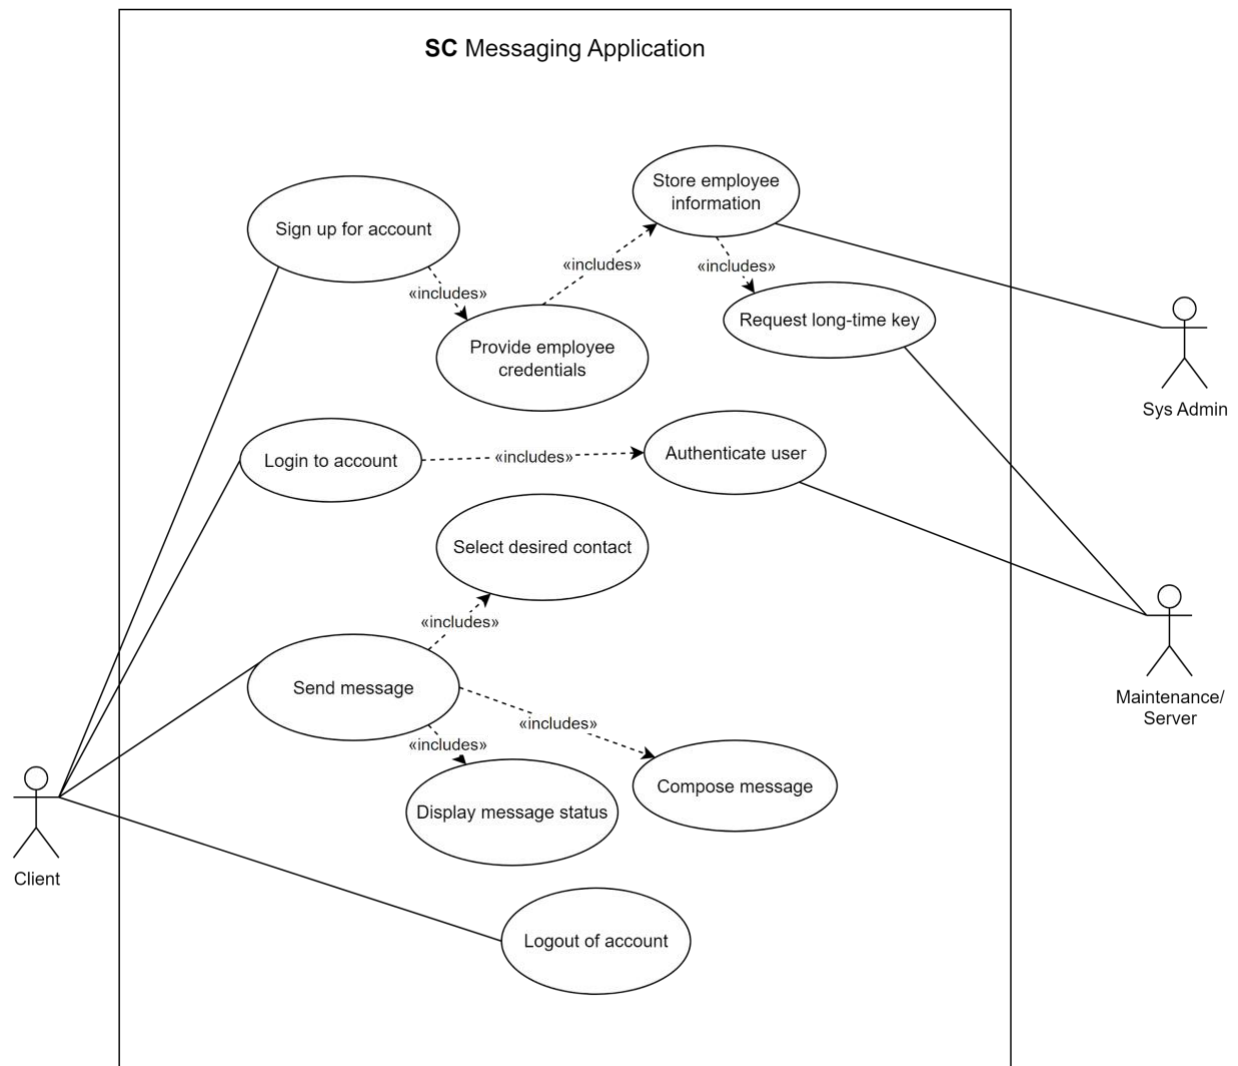 SC Messaging Application
Store employee
information
Sign up for account
«includes»
«includes»
«includes»
Request long-time key
Provide employee
credentials
Sys Admin
Login to account
«includes»
Authenticate user
Select desired contact
«includes»
Send message
Maintenance/
Server
«includes»
«includes»
Compose message
Display message status
Client
Logout of account